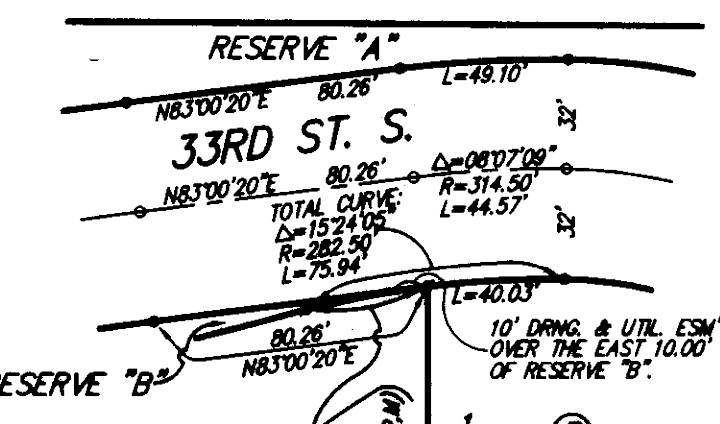 RESERVE "A"
N83°00'20"E
80.26'
L=49.10'
33RD ST. S.
32'
N83°00'20"E
80.26'
Δ=08°07'09"
R=314.50'
L=44.57'
TOTAL CURVE:
Δ=15°24'05"
R=282.50'
L=75.94'
32'
L=40.03'
80.26'
N83°00'20"E
10' DRNG. & UTIL. ESM'
OVER THE EAST 10.00'
OF RESERVE "B".
ESERVE "B"
1